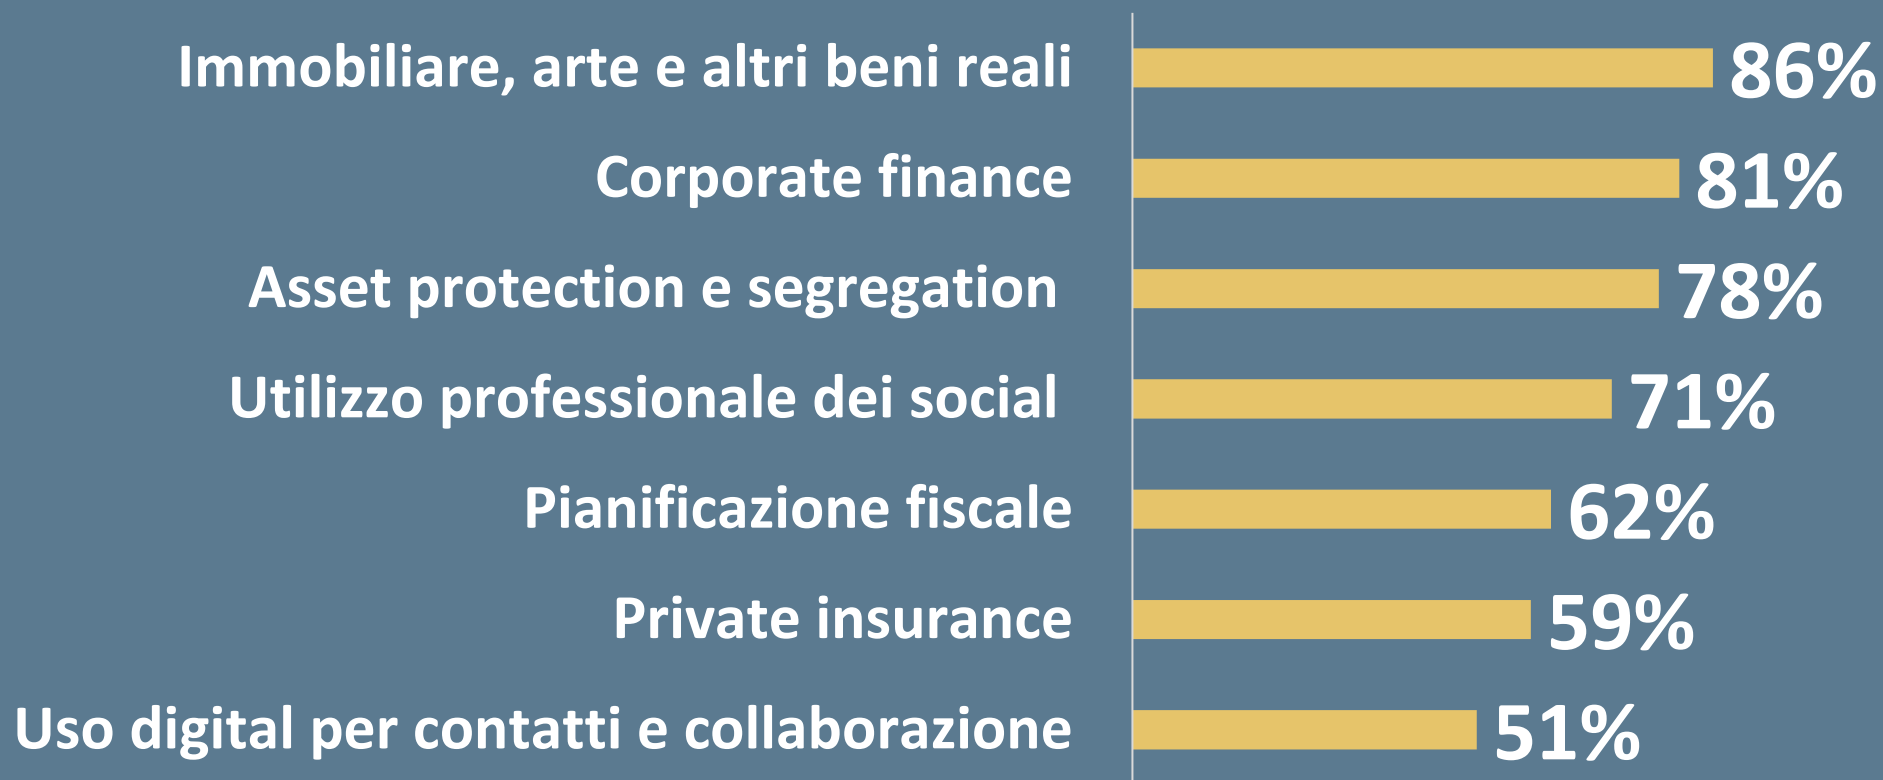 Immobiliare, arte e altri beni reali 86%
Corporate finance 81%
Asset protection e segregation 78%
Utilizzo professionale dei social 71%
Pianificazione fiscale 62%
Private insurance 59%
Uso digital per contatti e collaborazione 51%